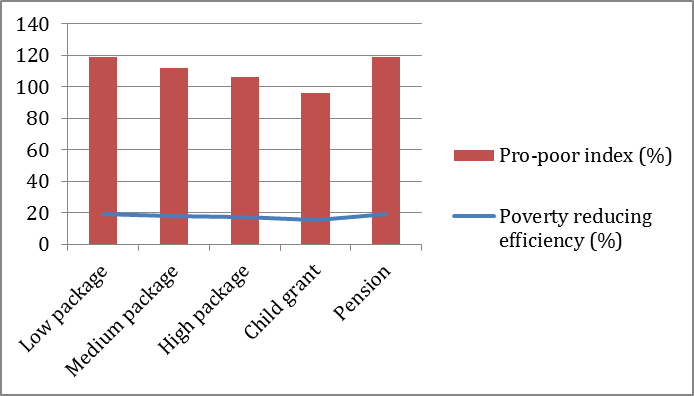 140
120
100
80
60
40
20
0
Low package
Medium package
High package
Child grant
Pension
Pro-poor index (%)
Poverty reducing
efficiency (%)